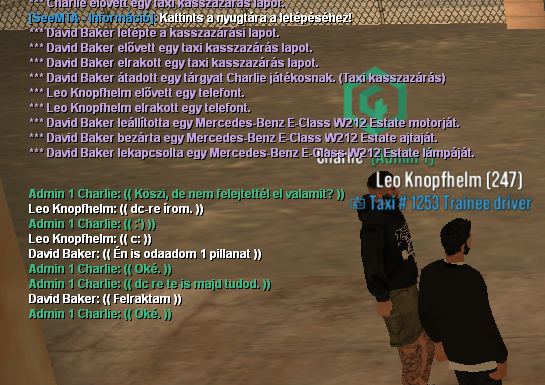 *** Charlie elővett egy taxi kasszazárás lapot.
[SeeMTA - Információ]: Kattints a nyugtára a letépéséhez!
*** David Baker letépte a kasszazárási lapot.
*** David Baker elővett egy taxi kasszazárás lapot.
*** David Baker elrakott egy taxi kasszazárás lapot.
*** David Baker átadott egy tárgyat Charlie játékosnak. (Taxi kasszazárás)
*** Leo Knopfhelm elővett egy telefont.
*** Leo Knopfhelm elrakott egy telefont.
*** David Baker leállította egy Mercedes-Benz E-Class W212 Estate motorját.
*** David Baker bezárta egy Mercedes-Benz E-Class W212 Estate ajtaját.
*** David Baker lekapcsolta egy Mercedes-Benz E-Class W212 Estate lámpáját.
Charlie (Admin 1)
Leo Knopfhelm (247)
Taxi # 1253 Trainee driver
Admin 1 Charlie: (( Köszi, de nem felejtettél el valamit? ))
Leo Knopfhelm: (( dc-re írom. ))
Admin 1 Charlie: (( :') ))
Leo Knopfhelm: (( c: ))
David Baker: (( Én is odaadom 1 pillanat ))
Admin 1 Charlie: (( Oké. ))
Admin 1 Charlie: (( dc re te is majd tudod. ))
David Baker: (( Felraktam ))
Admin 1 Charlie: (( Oké. ))